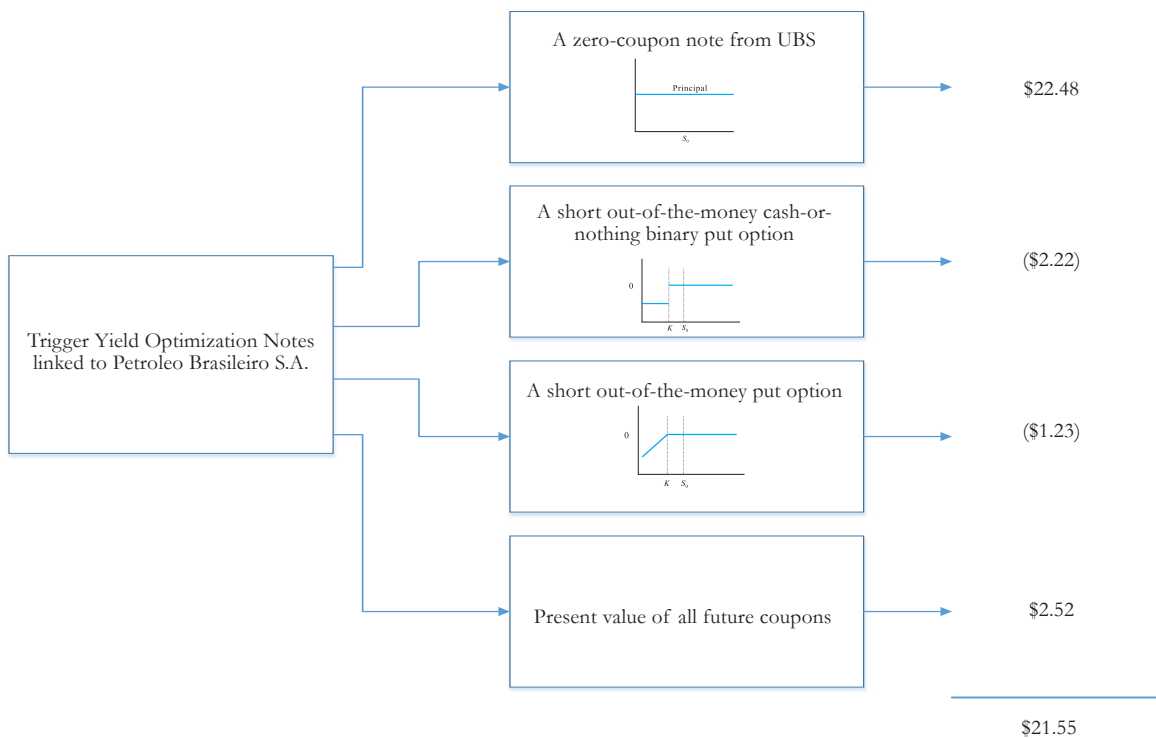 A zero-coupon note from UBS
Principal
S₀
$22.48
A short out-of-the-money cash-or-
nothing binary put option
0
K S₀
($2.22)
Trigger Yield Optimization Notes
linked to Petroleo Brasileiro S.A.
A short out-of-the-money put option
0
K S₀
($1.23)
Present value of all future coupons
$2.52
$21.55